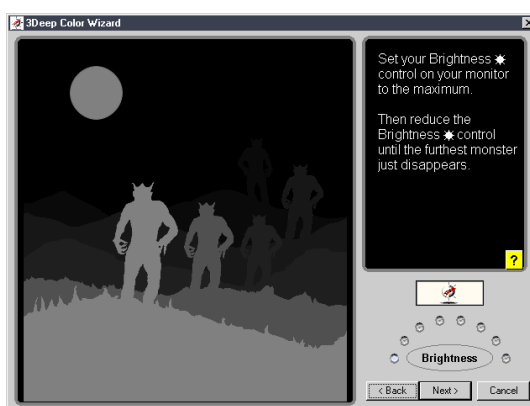 3Deep Color Wizard
Set your Brightness
control on your monitor
to the maximum.
Then reduce the
Brightness control
until the furthest monster
just disappears.
?
Brightness
< Back Next > Cancel